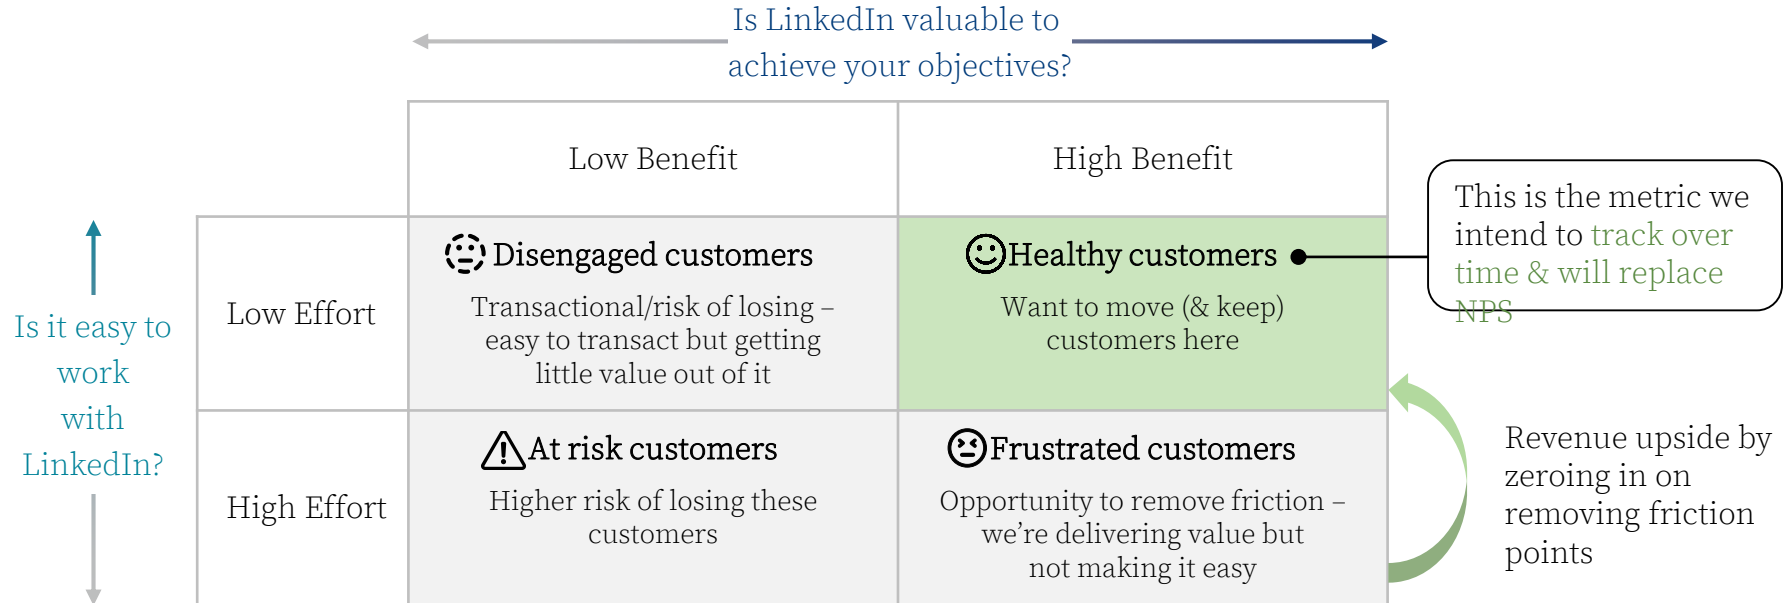 Is LinkedIn valuable to
achieve your objectives?
Low Benefit
High Benefit
Is it easy to
work
with
LinkedIn?
Low Effort
Disengaged customers
Transactional/risk of losing –
easy to transact but getting
little value out of it
Healthy customers
Want to move (& keep)
customers here
This is the metric we
intend to track over
time & will replace
NPS
High Effort
At risk customers
Higher risk of losing these
customers
Frustrated customers
Opportunity to remove friction –
we’re delivering value but
not making it easy
Revenue upside by
zeroing in on
removing friction
points